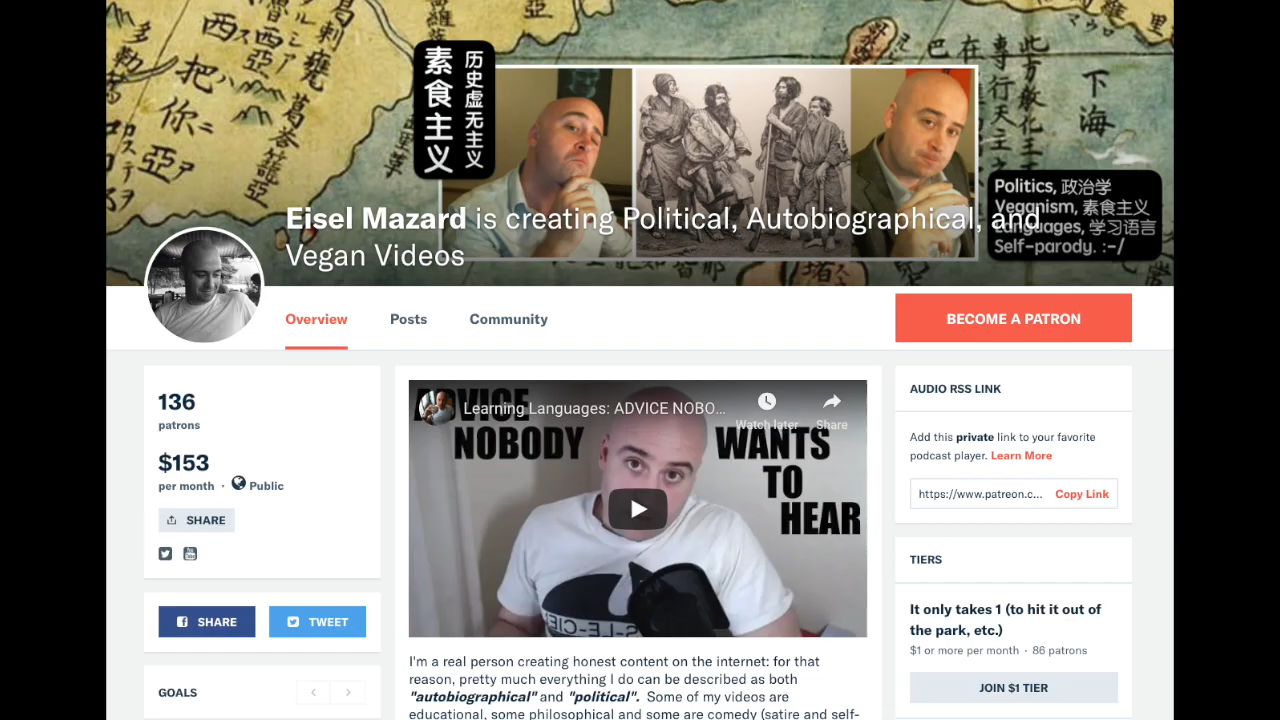 素食主义
历史虚无主义
西
把
你
亞
下海
Politics, 政治学
Veganism, 素食主义
Languages, 学习语言
Self-parody. :-/
Eisel Mazard is creating Political, Autobiographical, and
Vegan Videos
Overview
Posts
Community
BECOME A PATRON
136
patrons
$153
per month · Public
SHARE
SHARE
TWEET
GOALS
Learning Languages: ADVICE NOBO...
Watch later
Share
ADVICE
NOBODY
WANTS
TO
HEAR
I'm a real person creating honest content on the internet: for that
reason, pretty much everything I do can be described as both
"autobiographical" and "political". Some of my videos are
educational, some philosophical and some are comedy (satire and self-
AUDIO RSS LINK
Add this private link to your favorite
podcast player. Learn More
https://www.patreon.c...
Copy Link
TIERS
It only takes 1 (to hit it out of
the park, etc.)
$1 or more per month · 86 patrons
JOIN $1 TIER